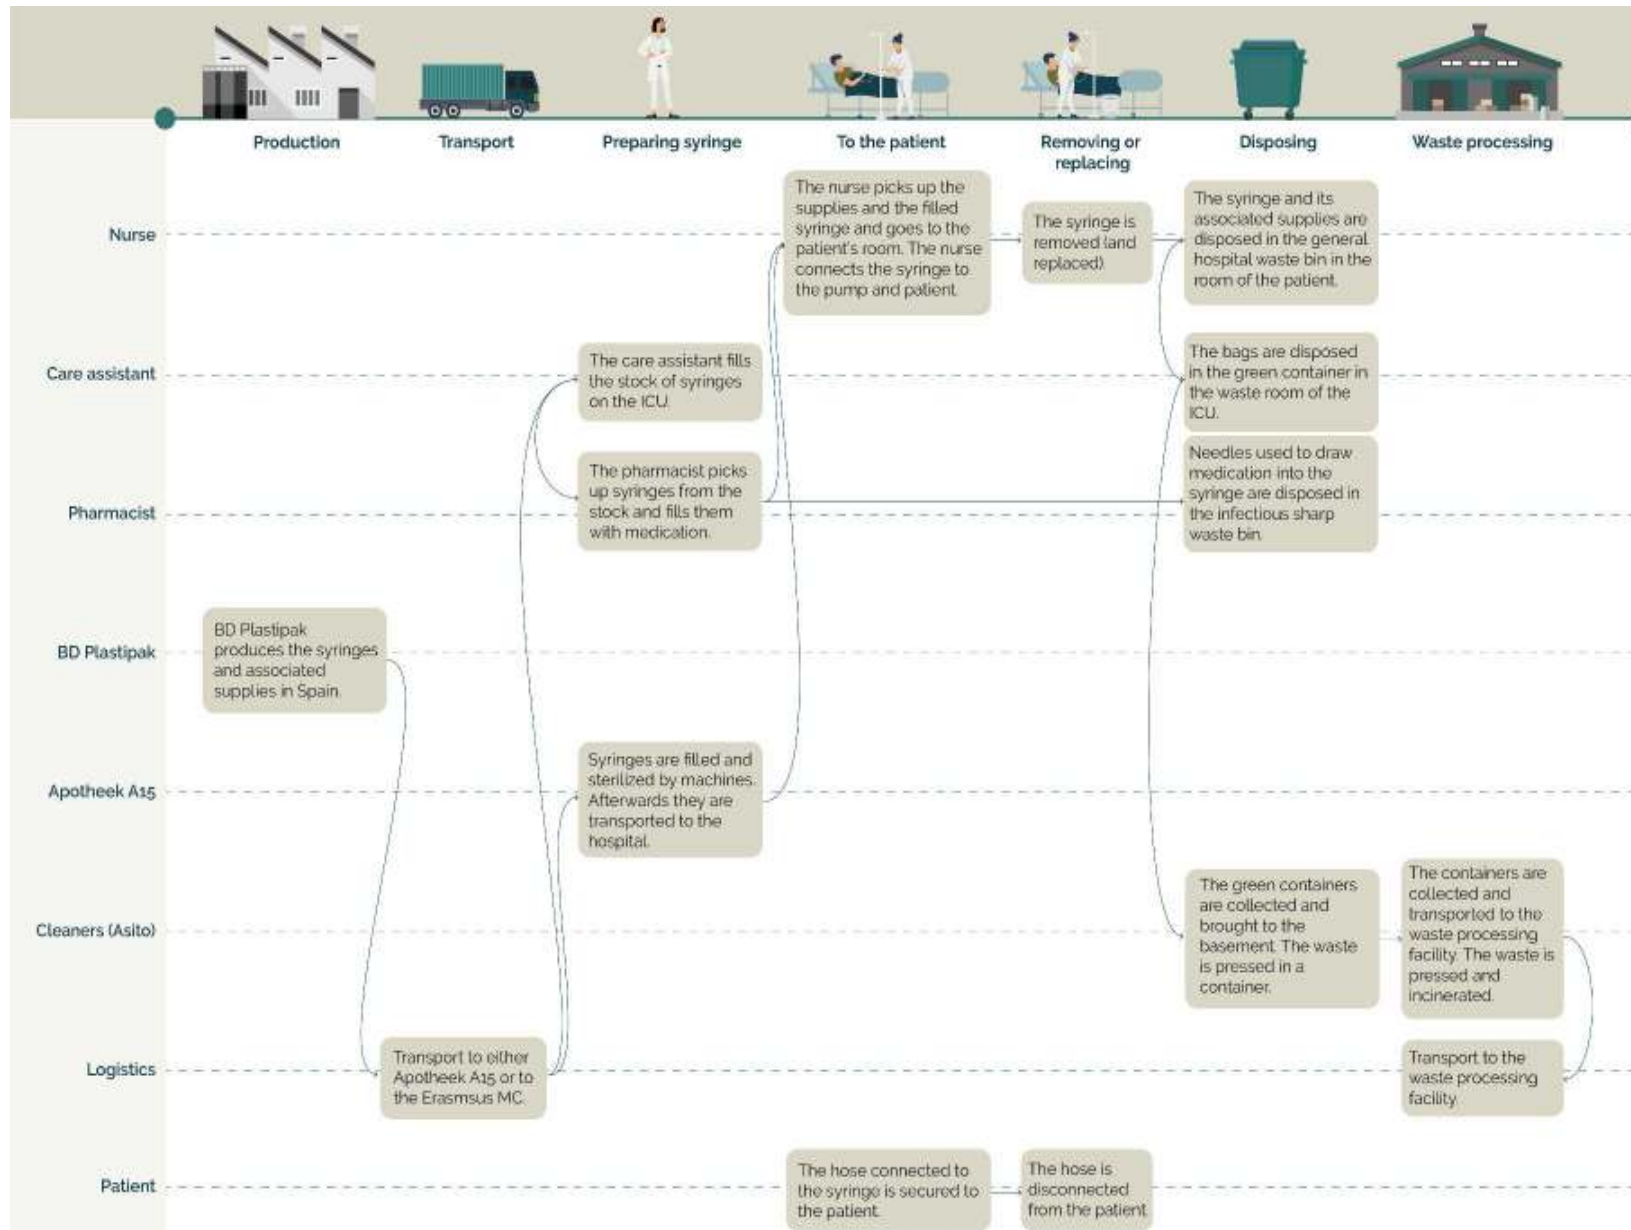 Production
Transport
Preparing syringe
To the patient
Removing or
replacing
Disposing
Waste processing
Nurse
The nurse picks up the
supplies and the filled
syringe and goes to the
patient's room. The nurse
connects the syringe to
the pump and patient.
The syringe is
removed (and
replaced)
The syringe and its
associated supplies are
disposed in the general
hospital waste bin in the
room of the patient.
Care assistant
The care assistant fills
the stock of syringes
on the ICU.
The bags are disposed
in the green container in
the waste room of the
ICU.
Pharmacist
The pharmacist picks
up syringes from the
stock and fills them
with medication.
Needles used to draw
medication into the
syringe are disposed in
the infectious sharp
waste bin.
BD Plastipak
BD Plastipak
produces the syringes
and associated
supplies in Spain.
Apotheek A15
Syringes are filled and
sterilized by machines.
Afterwards they are
transported to the
hospital.
Cleaners (Asito)
The green containers
are collected and
brought to the
basement. The waste
is pressed in a
container.
The containers are
collected and
transported to the
waste processing
facility. The waste is
pressed and
incinerated.
Logistics
Transport to either
Apotheek A15 or to
the Erasmsus MC.
Transport to the
waste processing
facility.
Patient
The hose connected to
the syringe is secured to
the patient.
The hose is
disconnected
from the patient